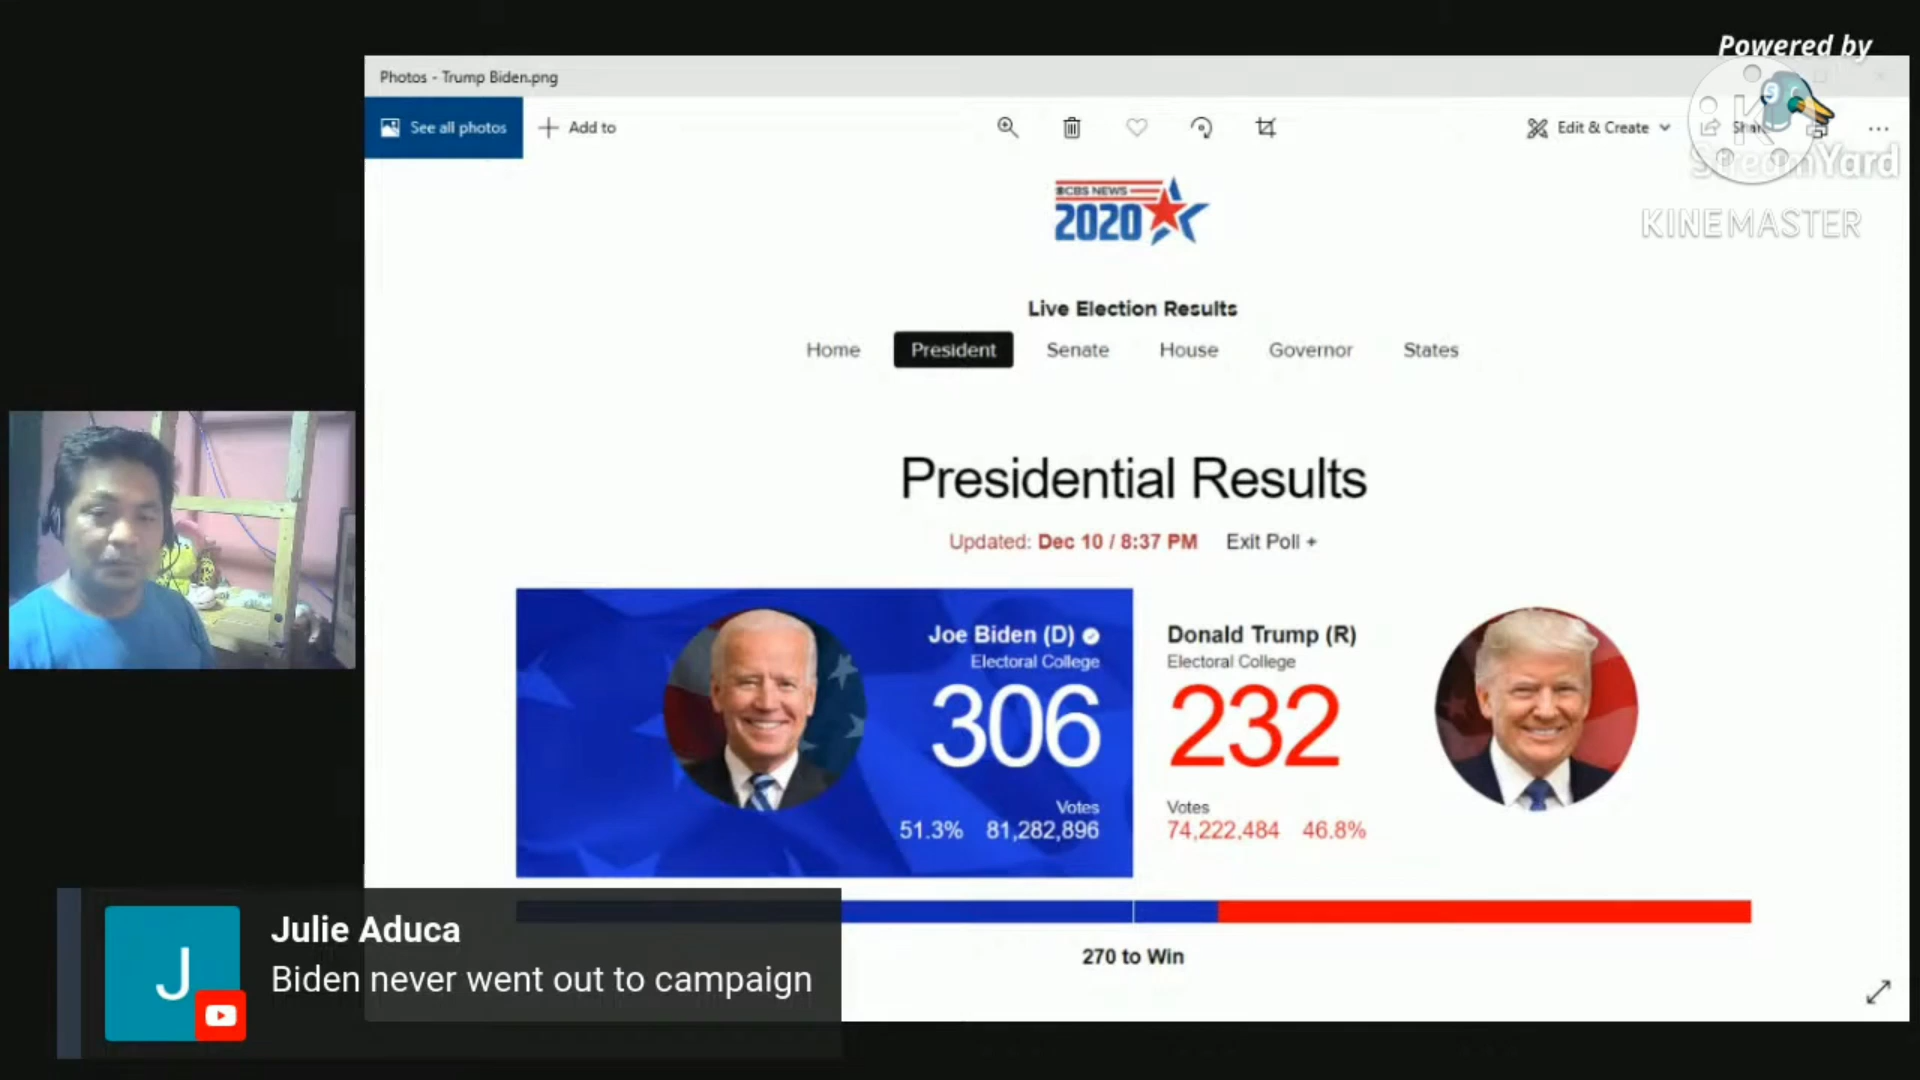 Powered by
Photos - Trump Biden.png
See all photos
Add to
Edit & Create
Share
StreamYard
KINEMASTER
CBS NEWS
2020
Live Election Results
Home President Senate House Governor States
Presidential Results
Updated: Dec 10 / 8:37 PM Exit Poll +
Joe Biden (D)
Electoral College
306
Votes
51.3% 81,282,896
Donald Trump (R)
Electoral College
232
Votes
74,222,484 46.8%
270 to Win
J
Julie Aduca
Biden never went out to campaign